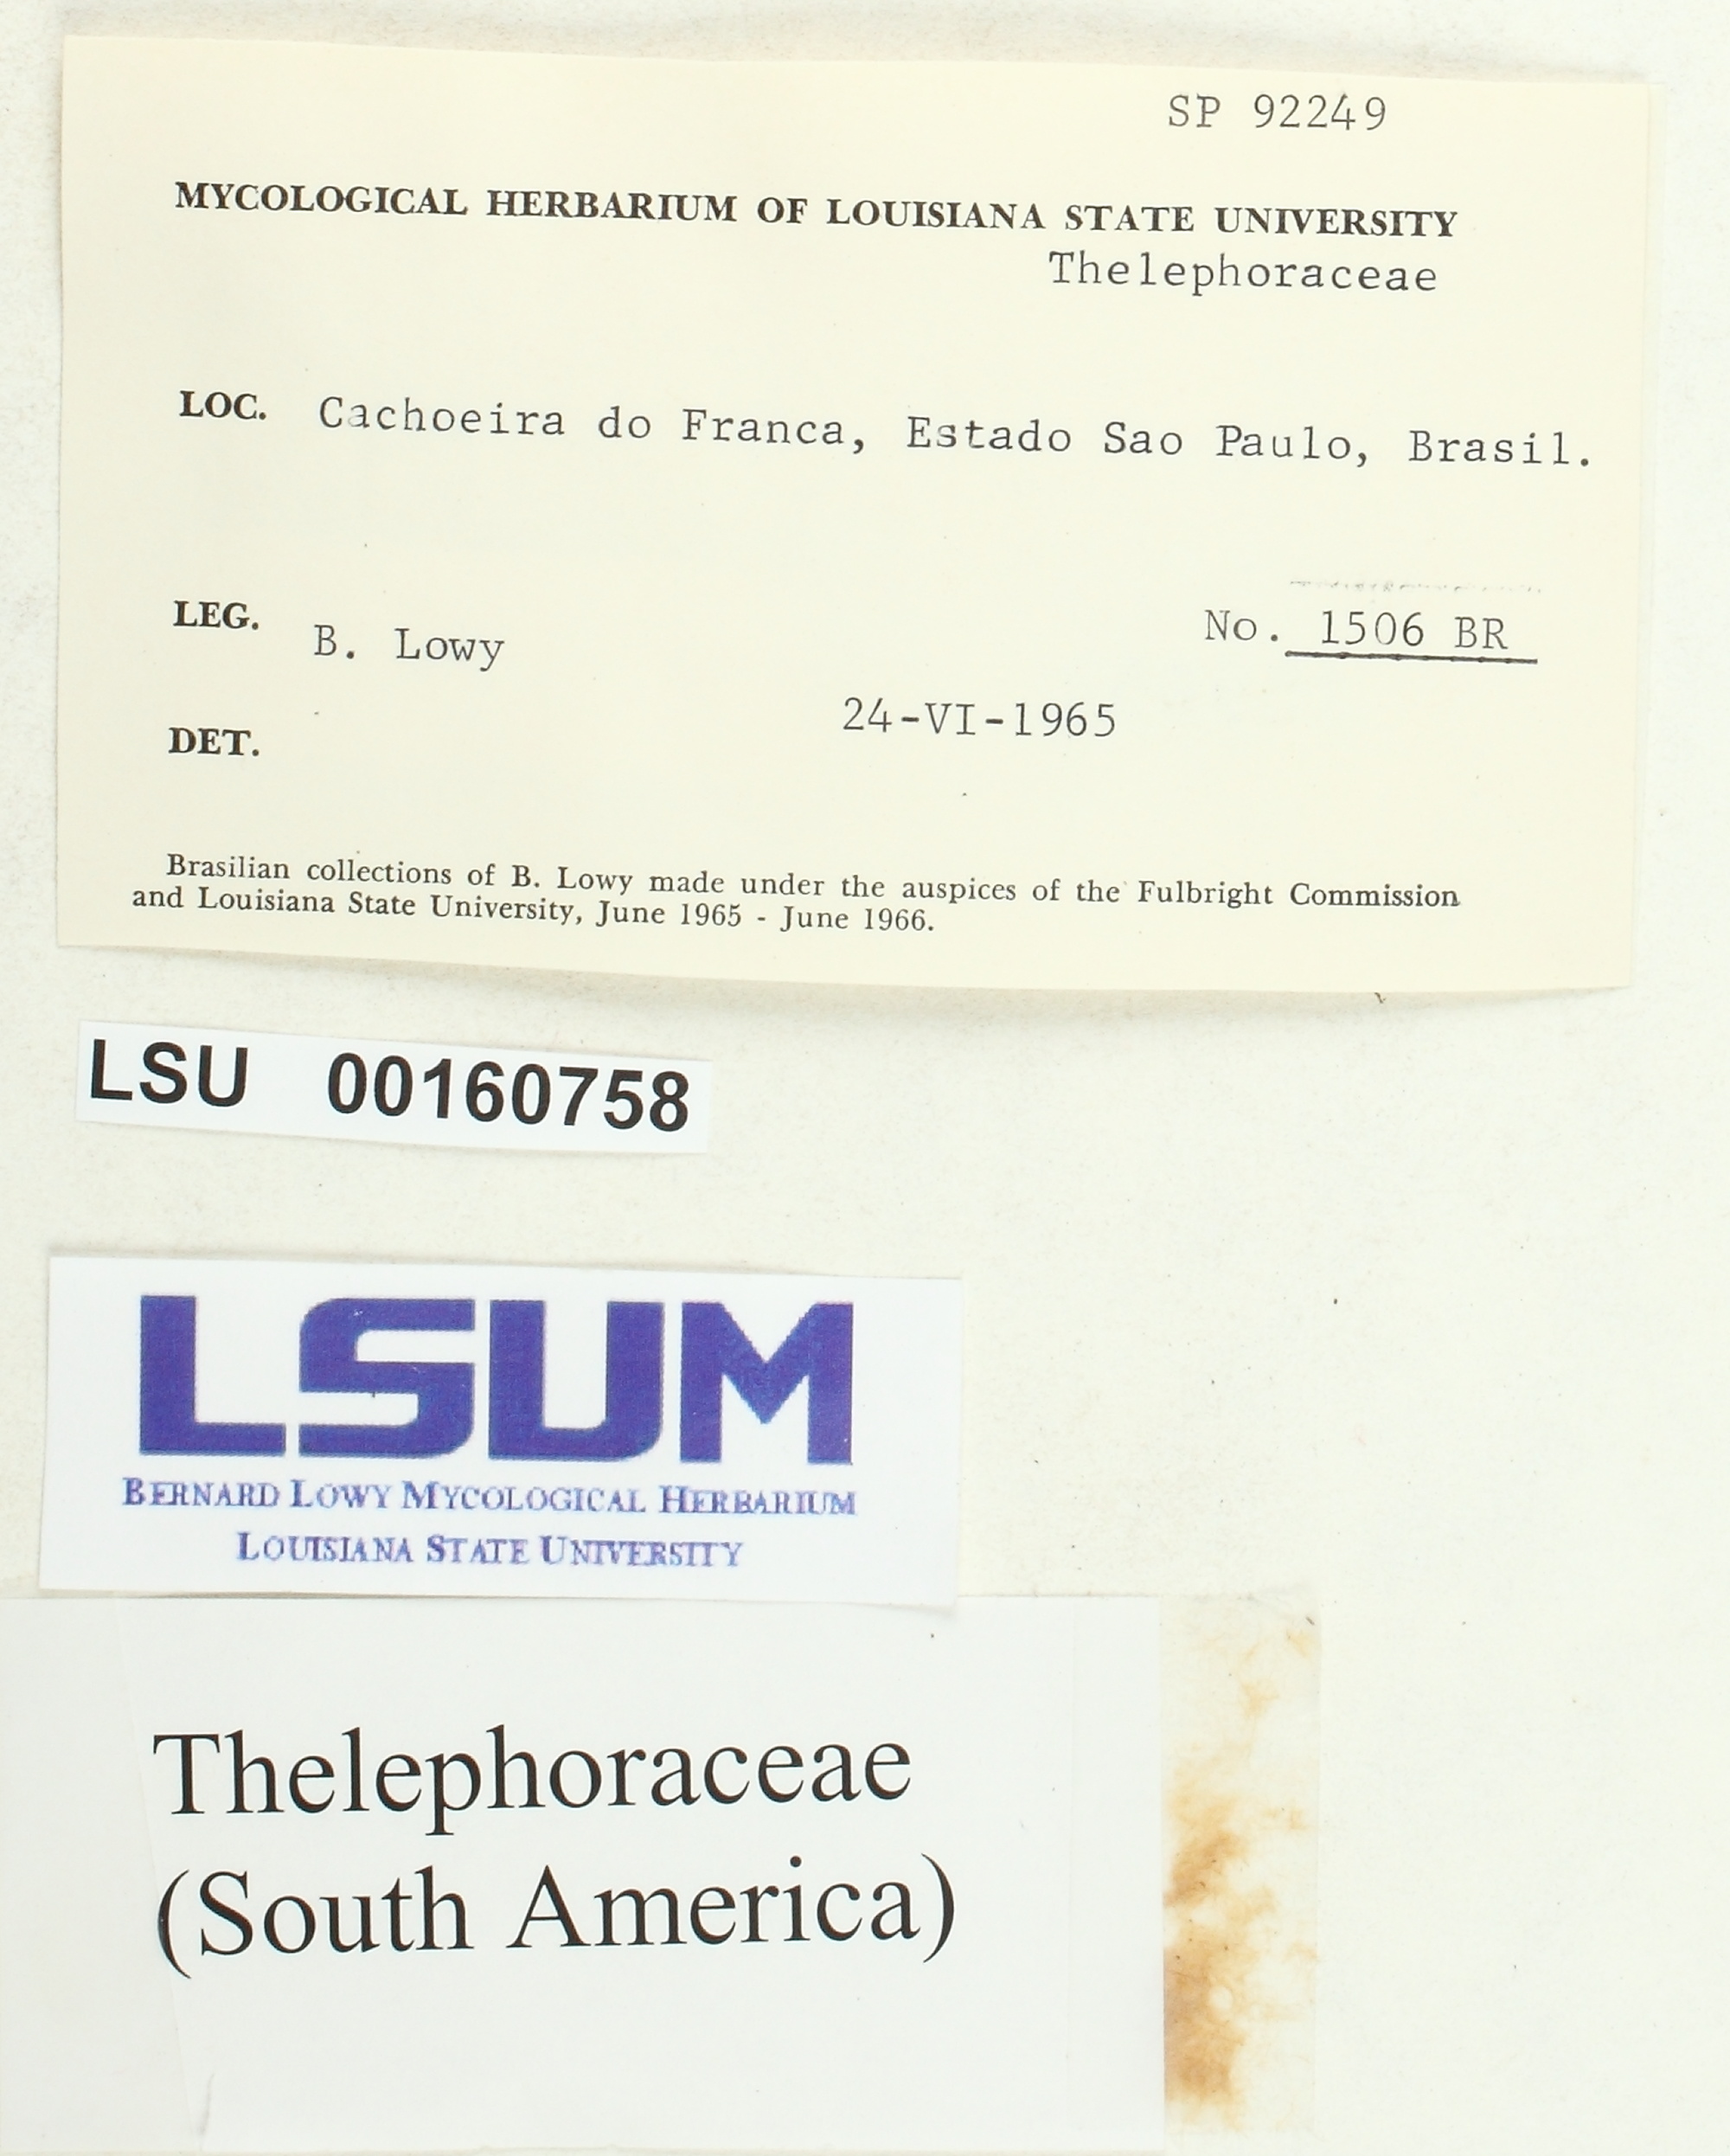 SP 92249
MYCOLOGICAL HERBARIUM OF LOUISIANA STATE UNIVERSITY
Thelephoraceae
LOC. Cachoeira do Franca, Estado Sao Paulo, Brasil.
LEG. B. Lowy
No. 1506 BR
24-VI-1965
DET.
Brasilian collections of B. Lowy made under the auspices of the Fulbright Commission
and Louisiana State University, June 1965 - June 1966.
LSU 00160758
LSUM
BERNARD LOWY MYCOLOGICAL HERBARIUM
LOUISIANA STATE UNIVERSITY
Thelephoraceae
(South America)